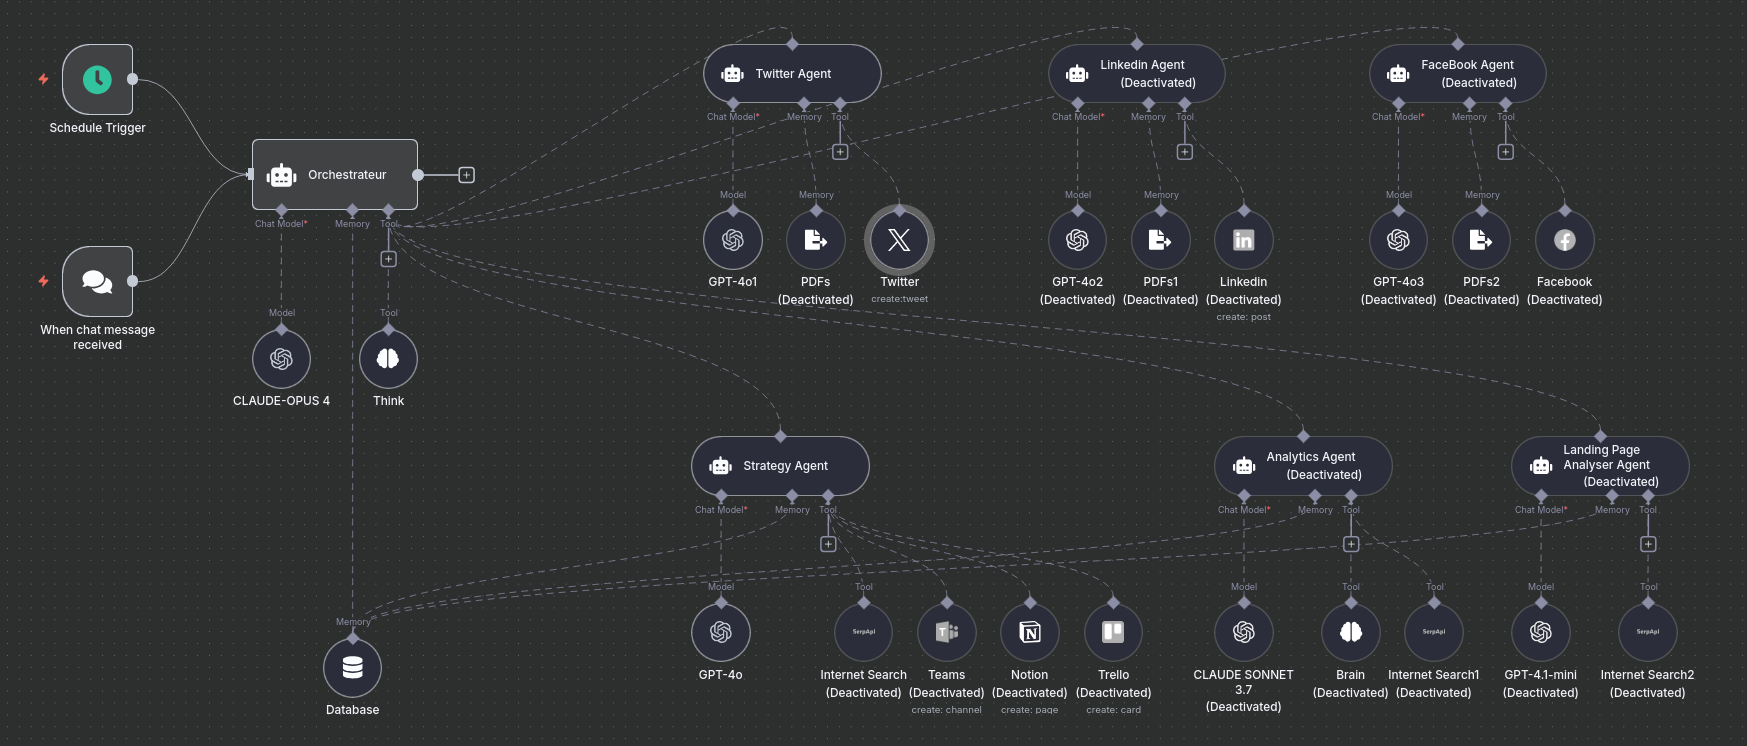 Schedule Trigger
When chat message
received
Orchestrateur
Chat Model*
Memory
Tool
Model
CLAUDE-OPUS 4
Tool
Think
Twitter Agent
Chat Model*
Memory
Tool
Model
GPT-4o1
Memory
PDFs
(Deactivated)
Twitter
create:tweet
Linkedin Agent
(Deactivated)
Chat Model*
Memory
Tool
Model
GPT-4o2
(Deactivated)
Memory
PDFs1
(Deactivated)
in
Linkedin
(Deactivated)
create: post
FaceBook Agent
(Deactivated)
Chat Model*
Memory
Tool
Model
GPT-4o3
(Deactivated)
Memory
PDFs2
(Deactivated)
Facebook
(Deactivated)
Strategy Agent
Chat Model*
Memory
Tool
Model
GPT-4o
Tool
SerpApi
Internet Search
(Deactivated)
Teams
(Deactivated)
create: channel
Notion
(Deactivated)
create: page
Trello
(Deactivated)
create: card
Analytics Agent
(Deactivated)
Chat Model*
Memory
Tool
Model
CLAUDE SONNET
3.7
(Deactivated)
Tool
Brain
(Deactivated)
Tool
SerpApi
Internet Search1
(Deactivated)
Landing Page
Analyser Agent
(Deactivated)
Chat Model*
Memory
Tool
Model
GPT-4.1-mini
(Deactivated)
Tool
SerpApi
Internet Search2
(Deactivated)
Memory
Database